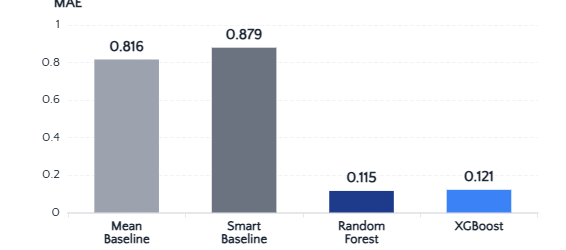 MAE
1
0.8
0.6
0.4
0.2
0
0.816
0.879
0.115
0.121
Mean
Baseline
Smart
Baseline
Random
Forest
XGBoost